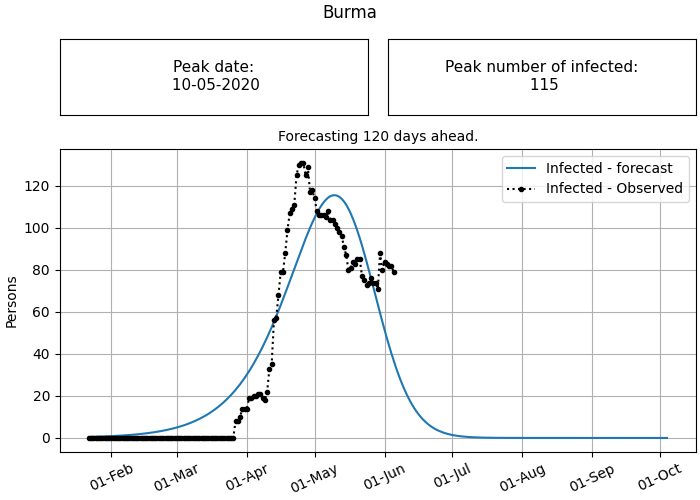 Burma
Peak date:
10-05-2020
Peak number of infected:
115
Forecasting 120 days ahead.
Infected - forecast
Infected - Observed
Persons
120
100
80
60
40
20
0
01-Feb
01-Mar
01-Apr
01-May
01-Jun
01-Jul
01-Aug
01-Sep
01-Oct